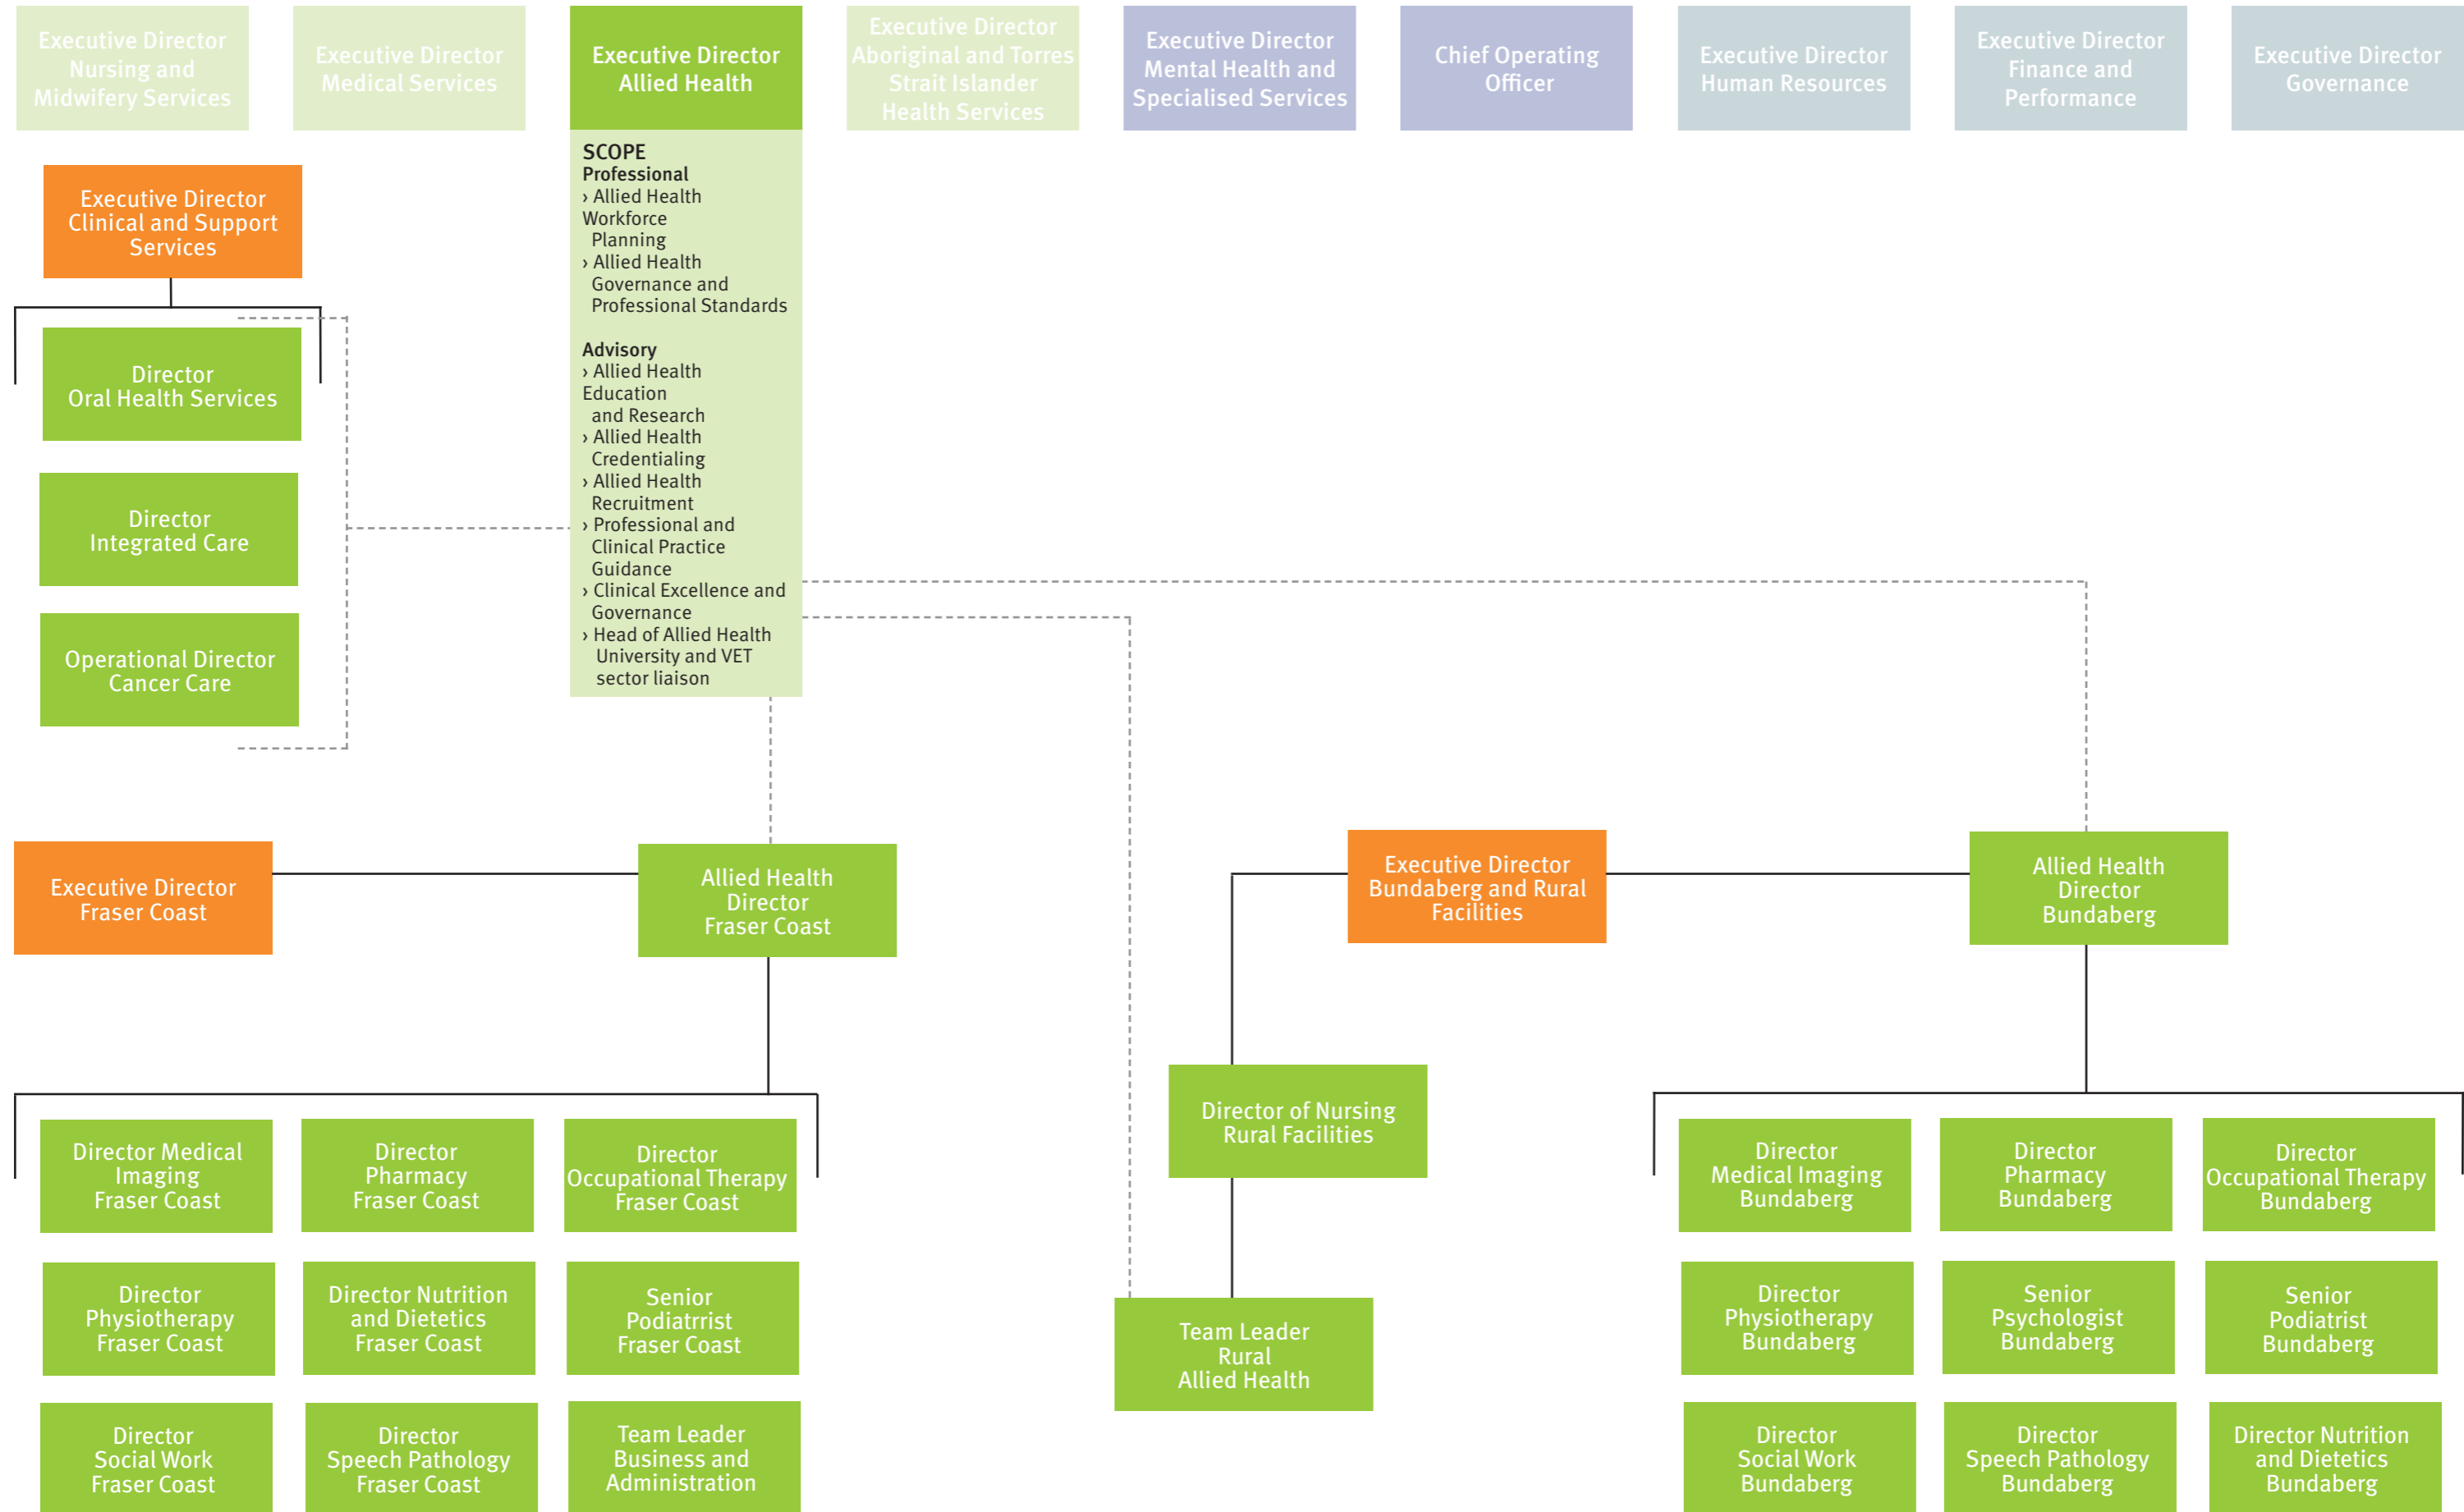 Executive Director
Nursing and
Midwifery Services
Executive Director
Medical Services
Executive Director
Allied Health
Executive Director
Aboriginal and Torres
Strait Islander
Health Services
Executive Director
Mental Health and
Specialised Services
Chief Operating
Officer
Executive Director
Human Resources
Executive Director
Finance and
Performance
Executive Director
Governance
SCOPE
Professional
› Allied Health
Workforce
Planning
› Allied Health
Governance and
Professional Standards
Advisory
› Allied Health
Education
and Research
› Allied Health
Credentialing
› Allied Health
Recruitment
› Professional and
Clinical Practice
Guidance
› Clinical Excellence and
Governance
› Head of Allied Health
University and VET
sector liaison
Executive Director
Clinical and Support
Services
Director
Oral Health Services
Director
Integrated Care
Operational Director
Cancer Care
Executive Director
Fraser Coast
Allied Health
Director
Fraser Coast
Executive Director
Bundaberg and Rural
Facilities
Allied Health
Director
Bundaberg
Director Medical
Imaging
Fraser Coast
Director
Pharmacy
Fraser Coast
Director
Occupational Therapy
Fraser Coast
Director
Physiotherapy
Fraser Coast
Director Nutrition
and Dietetics
Fraser Coast
Senior
Podiatrrist
Fraser Coast
Director
Social Work
Fraser Coast
Director
Speech Pathology
Fraser Coast
Team Leader
Business and
Administration
Director of Nursing
Rural Facilities
Team Leader
Rural
Allied Health
Director
Medical Imaging
Bundaberg
Director
Pharmacy
Bundaberg
Director
Occupational Therapy
Bundaberg
Director
Physiotherapy
Bundaberg
Senior
Psychologist
Bundaberg
Senior
Podiatrist
Bundaberg
Director
Social Work
Bundaberg
Director
Speech Pathology
Bundaberg
Director Nutrition
and Dietetics
Bundaberg